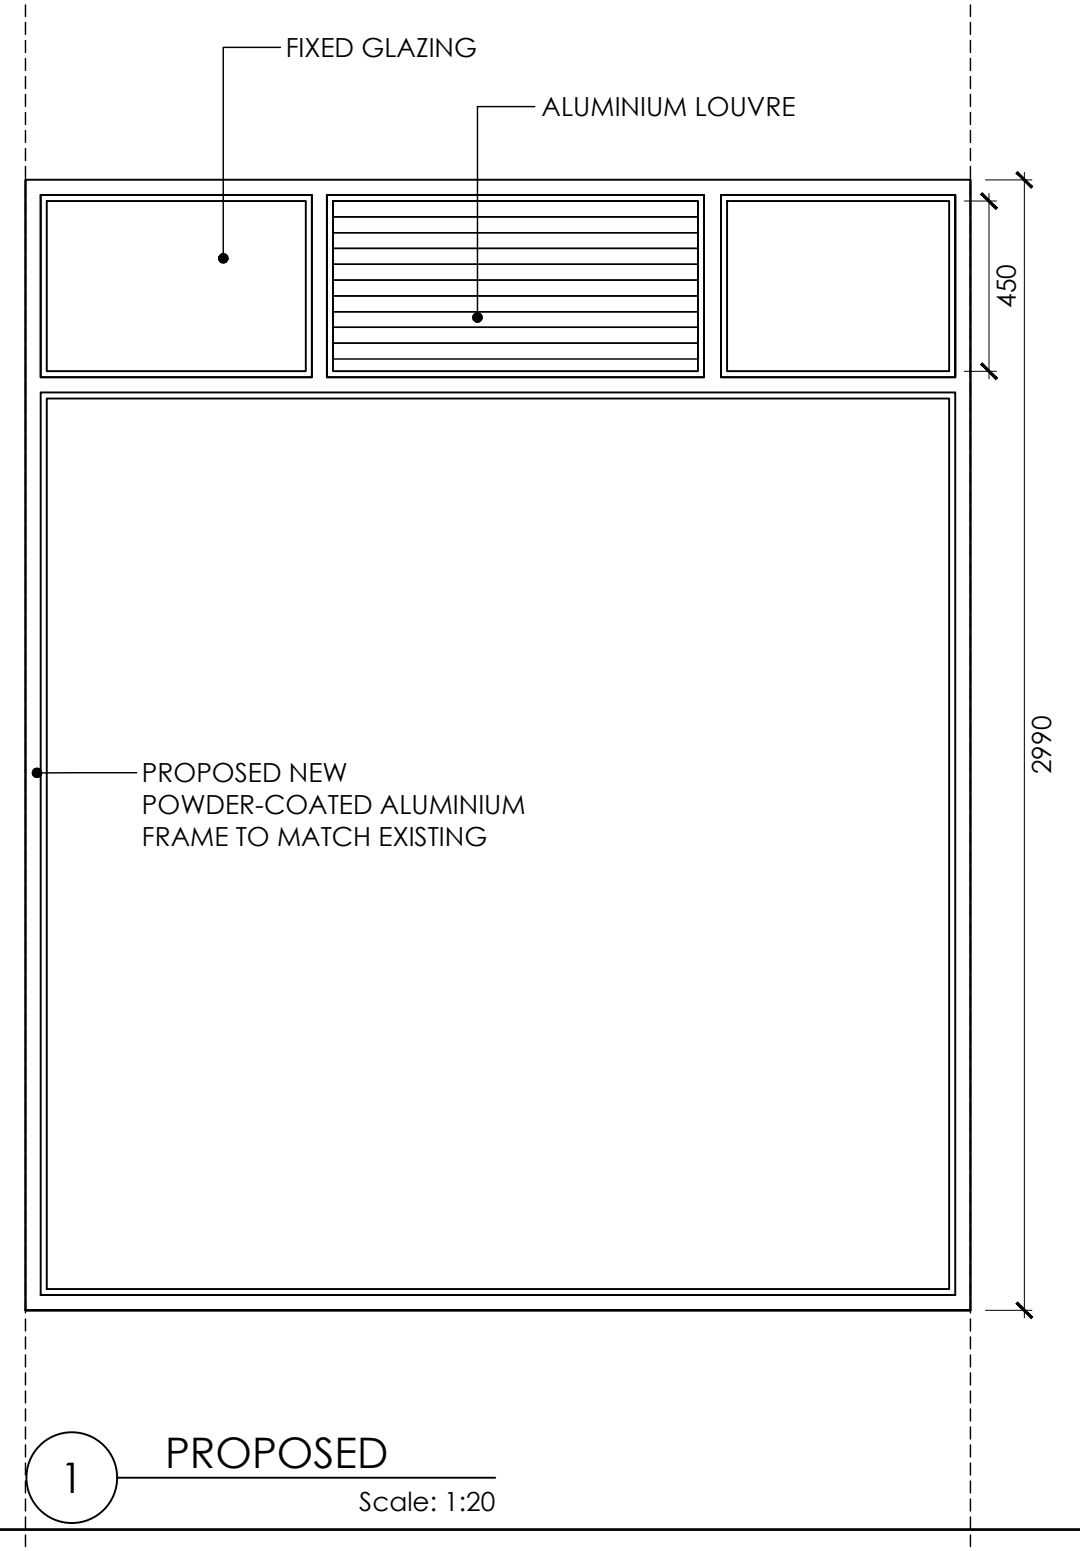 FIXED GLAZING
ALUMINIUM LOUVRE
450
2990
PROPOSED NEW
POWDER-COATED ALUMINIUM
FRAME TO MATCH EXISTING
1
PROPOSED
Scale: 1:20